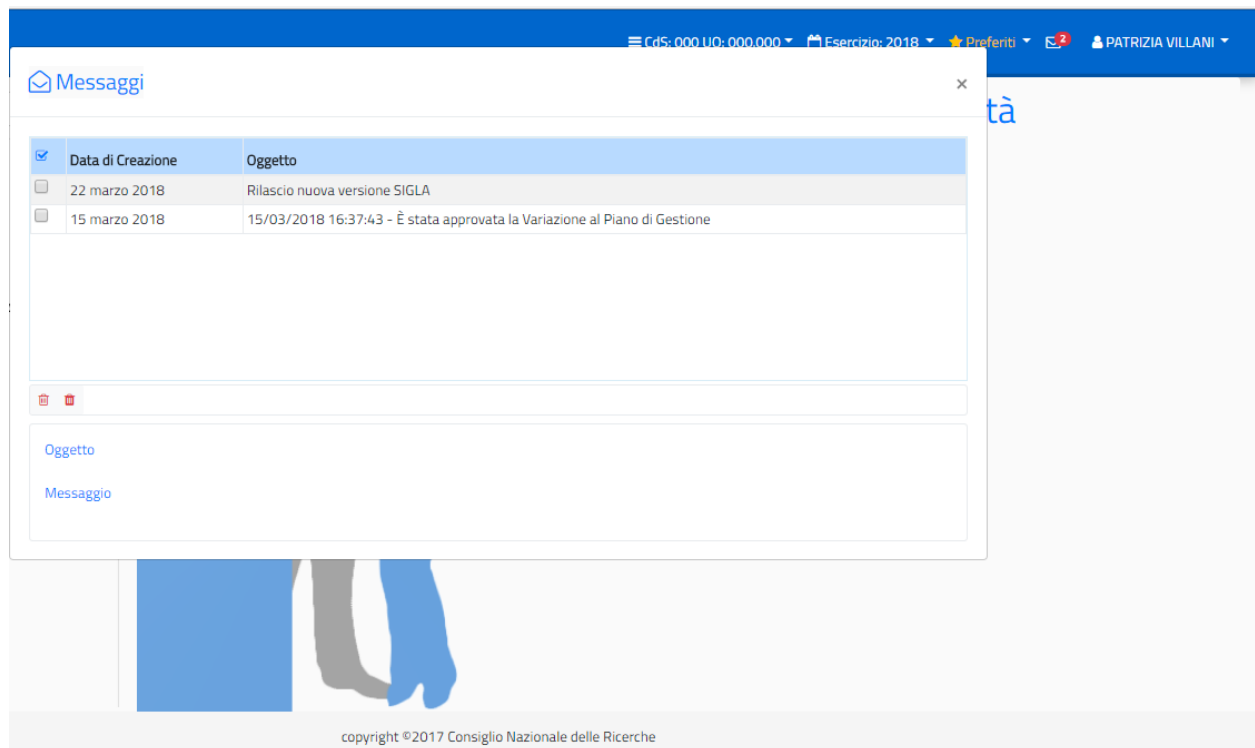 CdS: 000 UO: 000.000 Esercizio: 2018 Preferiti 2 PATRIZIA VILLANI
Messaggi ×
tà
Data di Creazione Oggetto
22 marzo 2018 Rilascio nuova versione SIGLA
15 marzo 2018 15/03/2018 16:37:43 - È stata approvata la Variazione al Piano di Gestione
Oggetto
Messaggio
copyright ©2017 Consiglio Nazionale delle Ricerche